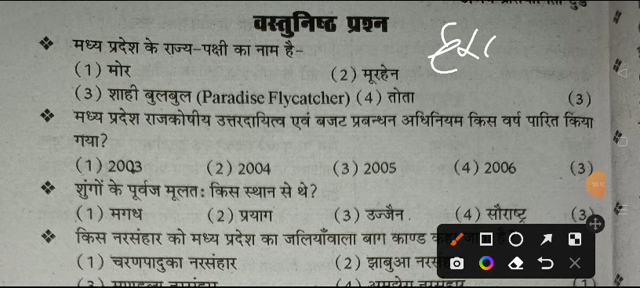 वस्तुनिष्ठ प्रश्न
❖ मध्य प्रदेश के राज्य-पक्षी का नाम है-
(1) मोर (2) मूरहेन
(3) शाही बुलबुल (Paradise Flycatcher) (4) तोता (3)
❖ मध्य प्रदेश राजकोषीय उत्तरदायित्व एवं बजट प्रबन्धन अधिनियम किस वर्ष पारित किया
गया?
(1) 2003 (2) 2004 (3) 2005 (4) 2006 (3)
❖ शुंगों के पूर्वज मूलत: किस स्थान से थे?
(1) मगध (2) प्रयाग (3) उज्जैन (4) सौराष्ट्र (3
❖ किस नरसंहार को मध्य प्रदेश का जलियाँवाला बाग काण्ड
(1) चरणपादुका नरसंहार (2) झाबुआ